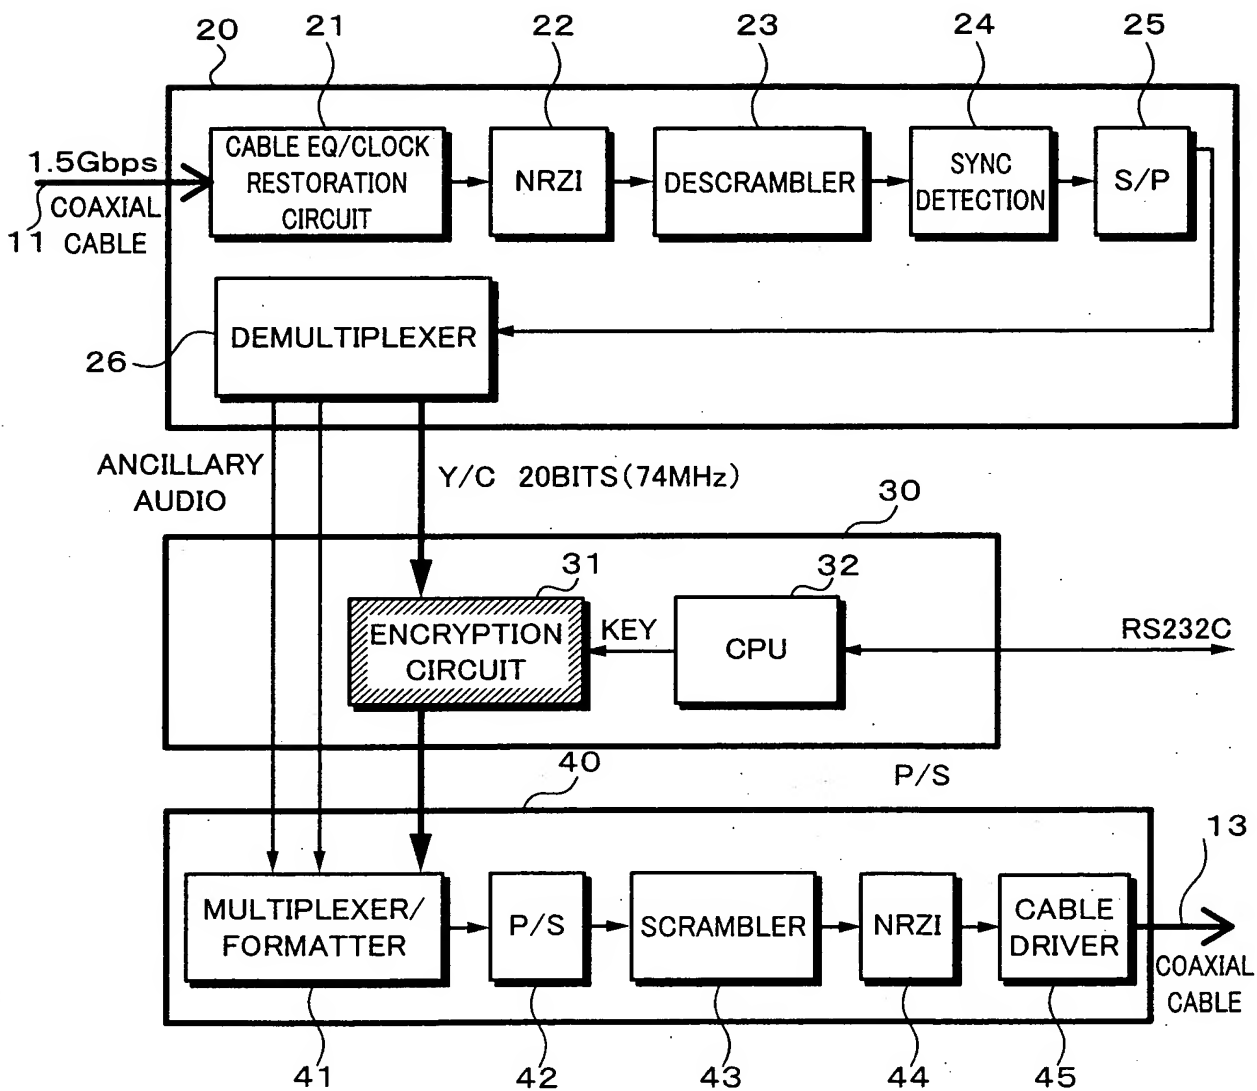 20
21
22
23
24
25
1.5Gbps
COAXIAL
CABLE
11
CABLE EQ/CLOCK
RESTORATION
CIRCUIT
NRZI
DESCRAMBLER
SYNC
DETECTION
S/P
DEMULTIPLEXER
26
ANCILLARY
AUDIO
Y/C 20BITS(74MHz)
30
31
32
ENCRYPTION
CIRCUIT
KEY
CPU
RS232C
P/S
40
13
MULTIPLEXER/
FORMATTER
P/S
SCRAMBLER
NRZI
CABLE
DRIVER
COAXIAL
CABLE
41
42
43
44
45